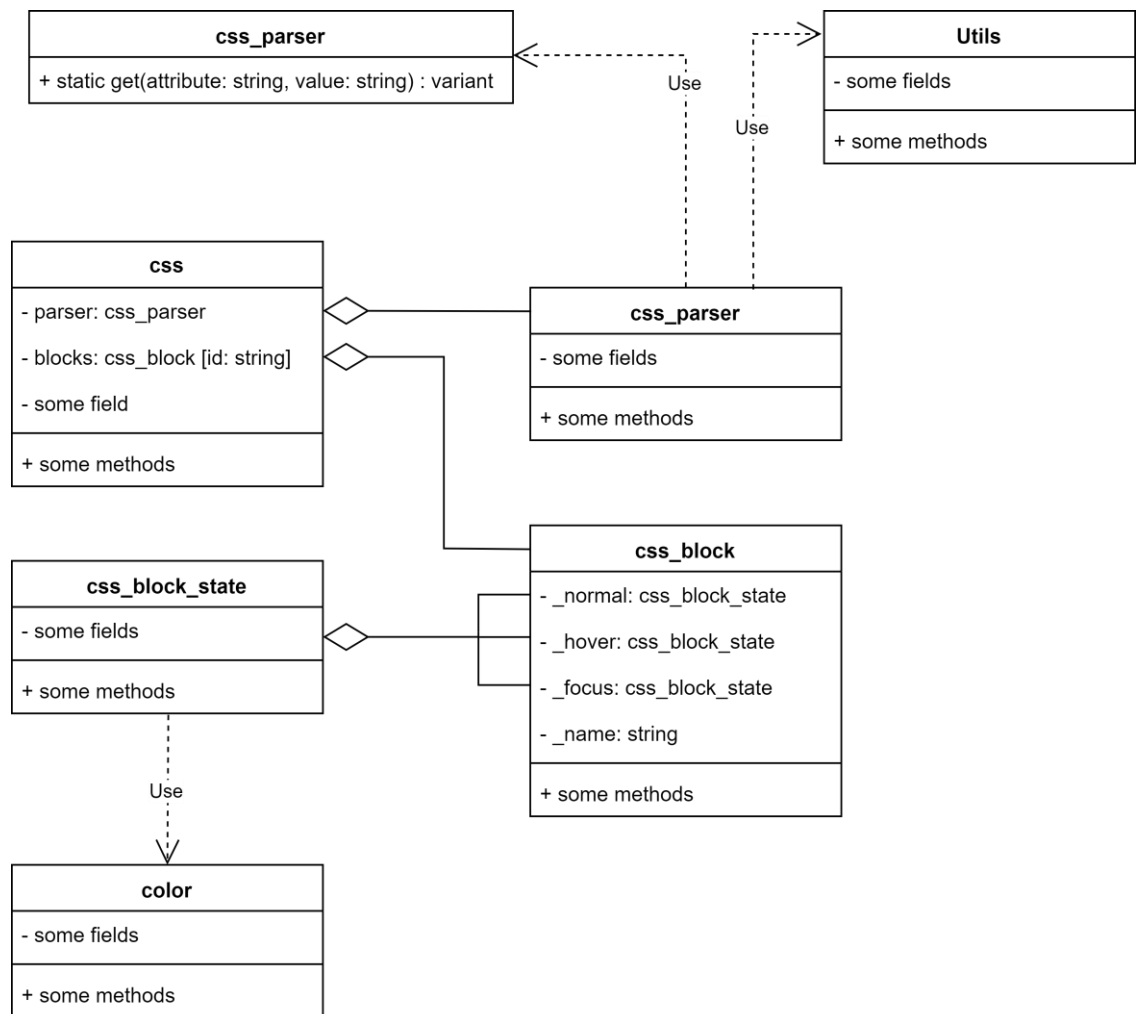 css_parser
+ static get(attribute: string, value: string) : variant
Utils
- some fields
+ some methods
Use
Use
css
- parser: css_parser
- blocks: css_block [id: string]
- some field
+ some methods
css_parser
- some fields
+ some methods
css_block_state
- some fields
+ some methods
css_block
- _normal: css_block_state
- _hover: css_block_state
- _focus: css_block_state
- _name: string
+ some methods
Use
color
- some fields
+ some methods